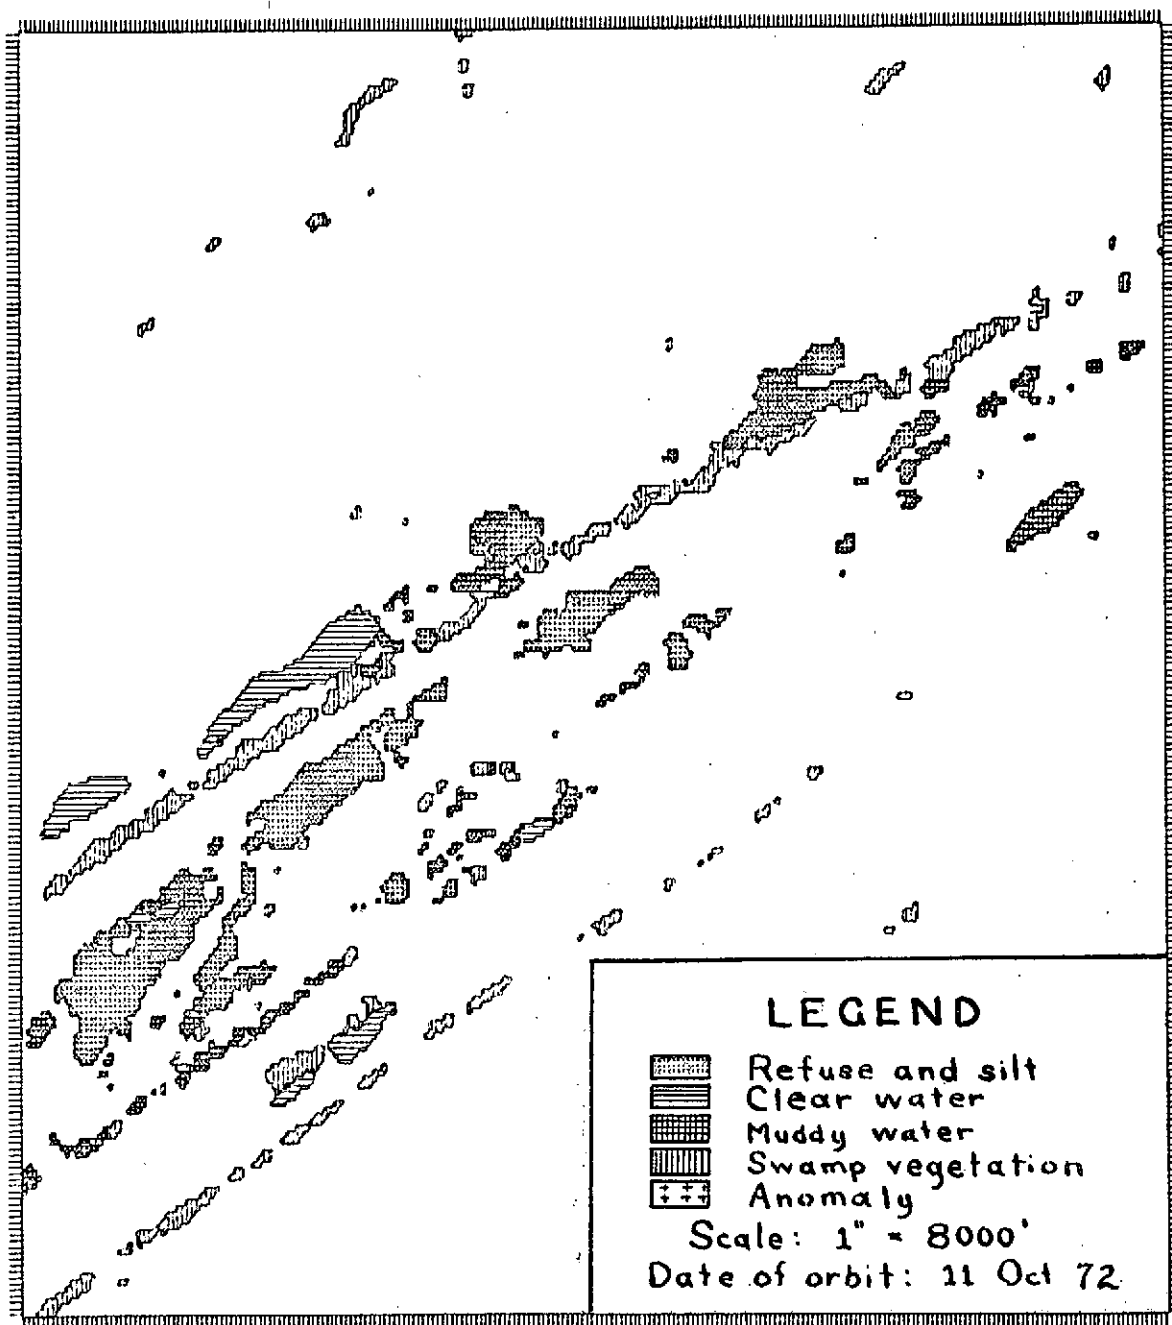 LEGEND
Refuse and silt
Clear water
Muddy water
Swamp vegetation
Anomaly
Scale: 1" = 8000'
Date of orbit: 11 Oct 72